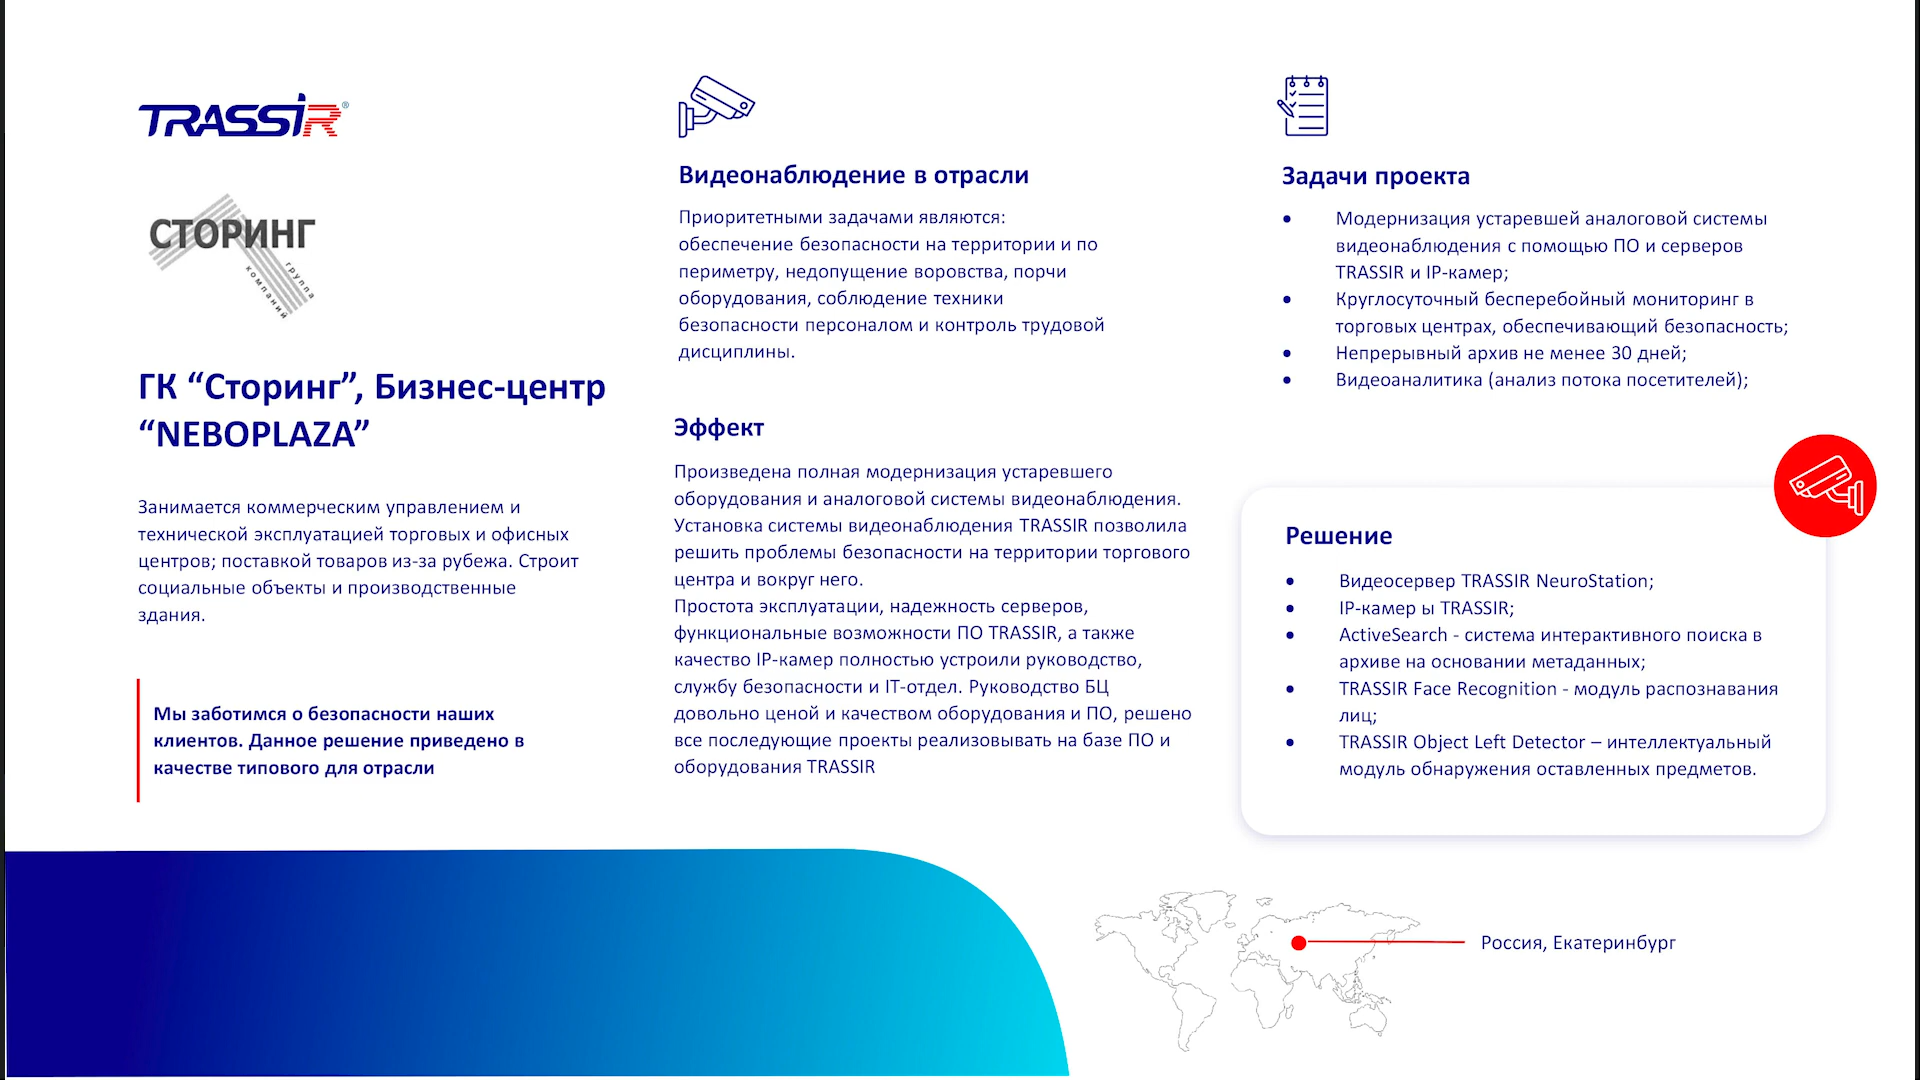 TRASSIR®
СТОРИНГ
группа
компаний
ГК “Сторинг”, Бизнес-центр
“NEBOPLAZA”
Занимается коммерческим управлением и
технической эксплуатацией торговых и офисных
центров; поставкой товаров из-за рубежа. Строит
социальные объекты и производственные
здания.
Мы заботимся о безопасности наших
клиентов. Данное решение приведено в
качестве типового для отрасли
Видеонаблюдение в отрасли
Приоритетными задачами являются:
обеспечение безопасности на территории и по
периметру, недопущение воровства, порчи
оборудования, соблюдение техники
безопасности персоналом и контроль трудовой
дисциплины.
Эффект
Произведена полная модернизация устаревшего
оборудования и аналоговой системы видеонаблюдения.
Установка системы видеонаблюдения TRASSIR позволила
решить проблемы безопасности на территории торгового
центра и вокруг него.
Простота эксплуатации, надежность серверов,
функциональные возможности ПО TRASSIR, а также
качество IP-камер полностью устроили руководство,
службу безопасности и IT-отдел. Руководство БЦ
довольно ценой и качеством оборудования и ПО, решено
все последующие проекты реализовывать на базе ПО и
оборудования TRASSIR
Задачи проекта
• Модернизация устаревшей аналоговой системы
видеонаблюдения с помощью ПО и серверов
TRASSIR и IP-камер;
• Круглосуточный бесперебойный мониторинг в
торговых центрах, обеспечивающий безопасность;
• Непрерывный архив не менее 30 дней;
• Видеоаналитика (анализ потока посетителей);
Решение
• Видеосервер TRASSIR NeuroStation;
• IP-камер ы TRASSIR;
• ActiveSearch - система интерактивного поиска в
архиве на основании метаданных;
• TRASSIR Face Recognition - модуль распознавания
лиц;
• TRASSIR Object Left Detector – интеллектуальный
модуль обнаружения оставленных предметов.
Россия, Екатеринбург